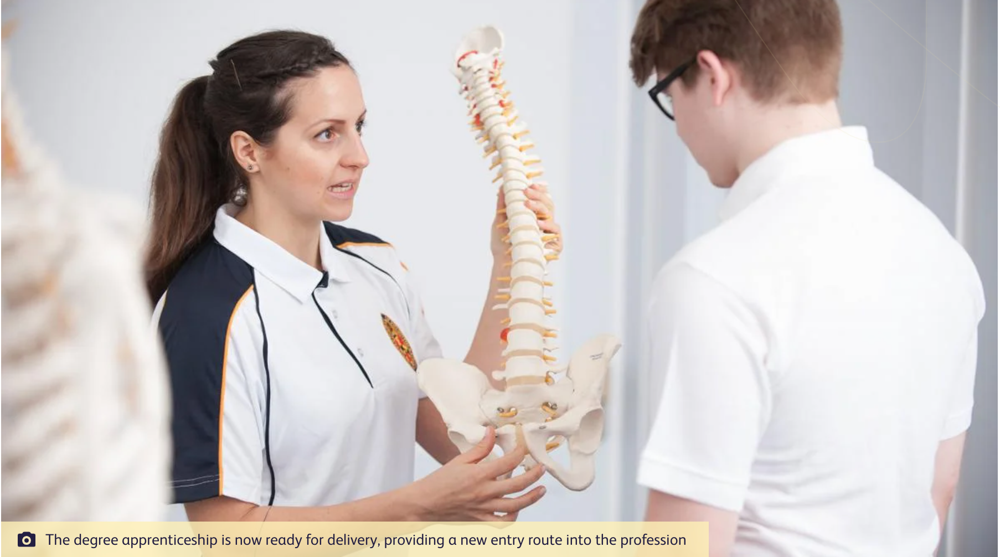 The degree apprenticeship is now ready for delivery, providing a new entry route into the profession